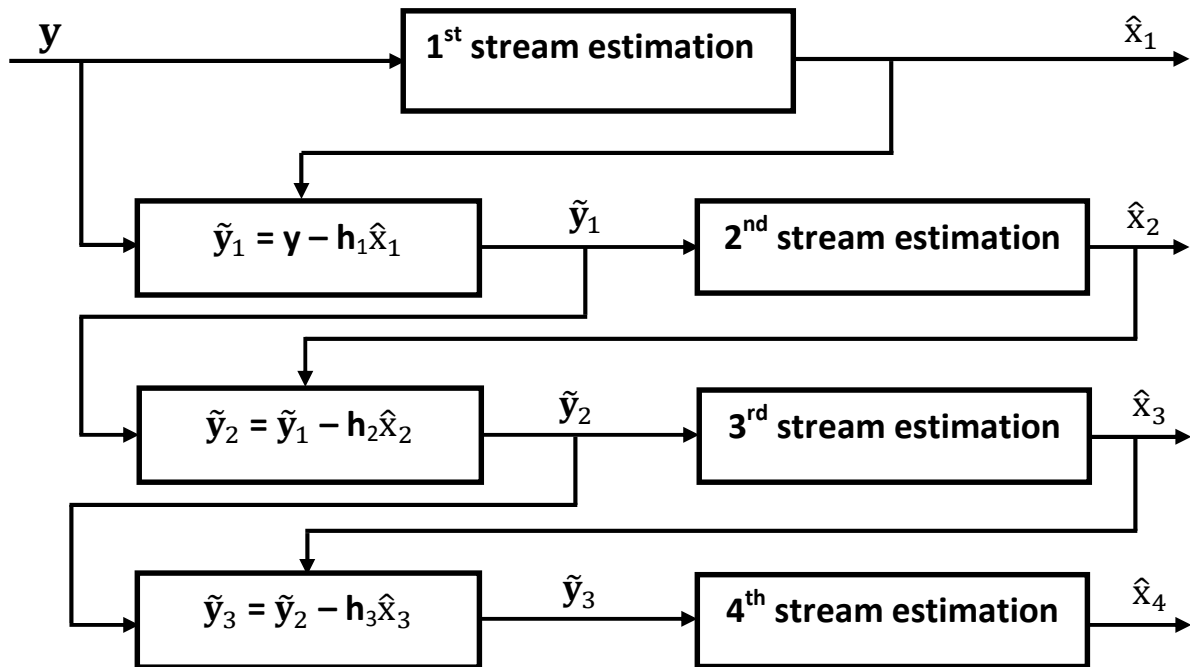 y
1st stream estimation
x̂₁
ỹ₁ = y – h₁x̂₁
ỹ₁
2nd stream estimation
x̂₂
ỹ₂ = ỹ₁ – h₂x̂₂
ỹ₂
3rd stream estimation
x̂₃
ỹ₃ = ỹ₂ – h₃x̂₃
ỹ₃
4th stream estimation
x̂₄